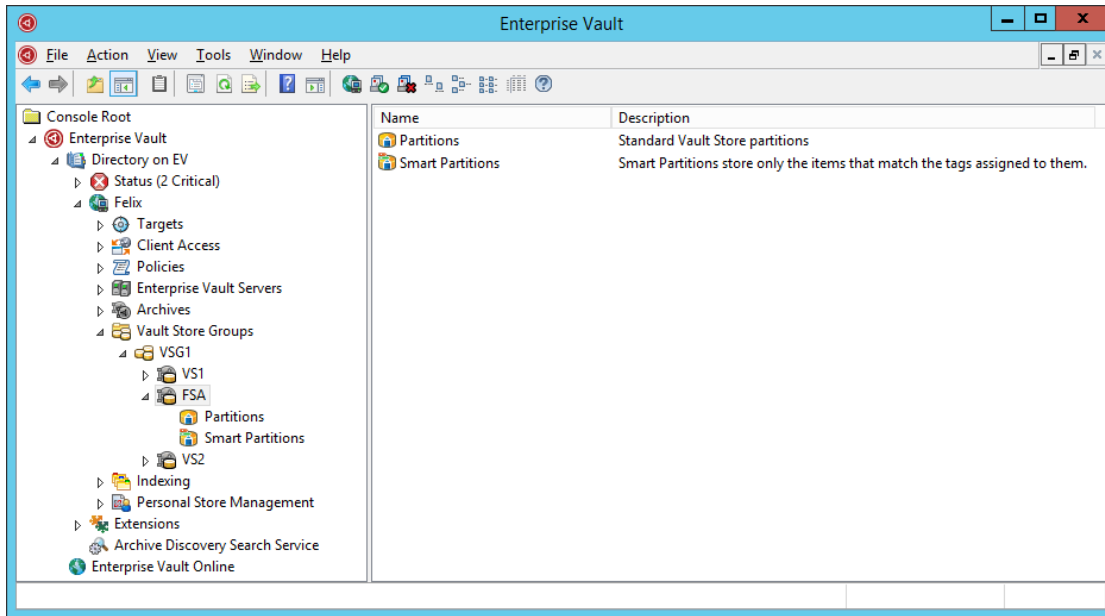 Enterprise Vault
File Action View Tools Window Help
Console Root
Enterprise Vault
Directory on EV
Status (2 Critical)
Felix
Targets
Client Access
Policies
Enterprise Vault Servers
Archives
Vault Store Groups
VSG1
VS1
FSA
Partitions
Smart Partitions
VS2
Indexing
Personal Store Management
Extensions
Archive Discovery Search Service
Enterprise Vault Online
Name Description
Partitions Standard Vault Store partitions
Smart Partitions Smart Partitions store only the items that match the tags assigned to them.